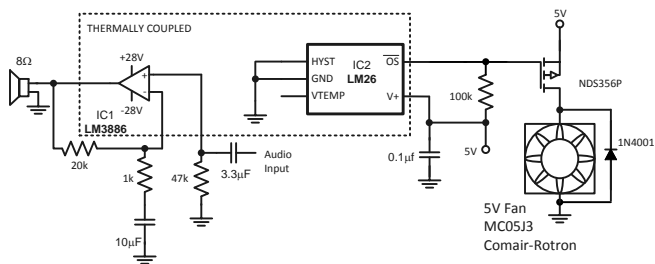 THERMALLY COUPLED
5V
8Ω
+28V
+
-
-28V
IC1
LM3886
HYST
GND
VTEMP
IC2
LM26
OS
V+
NDS356P
100k
20k
1k
47k
3.3µF
Audio
Input
0.1µf
5V
1N4001
10µF
5V Fan
MC05J3
Comair-Rotron